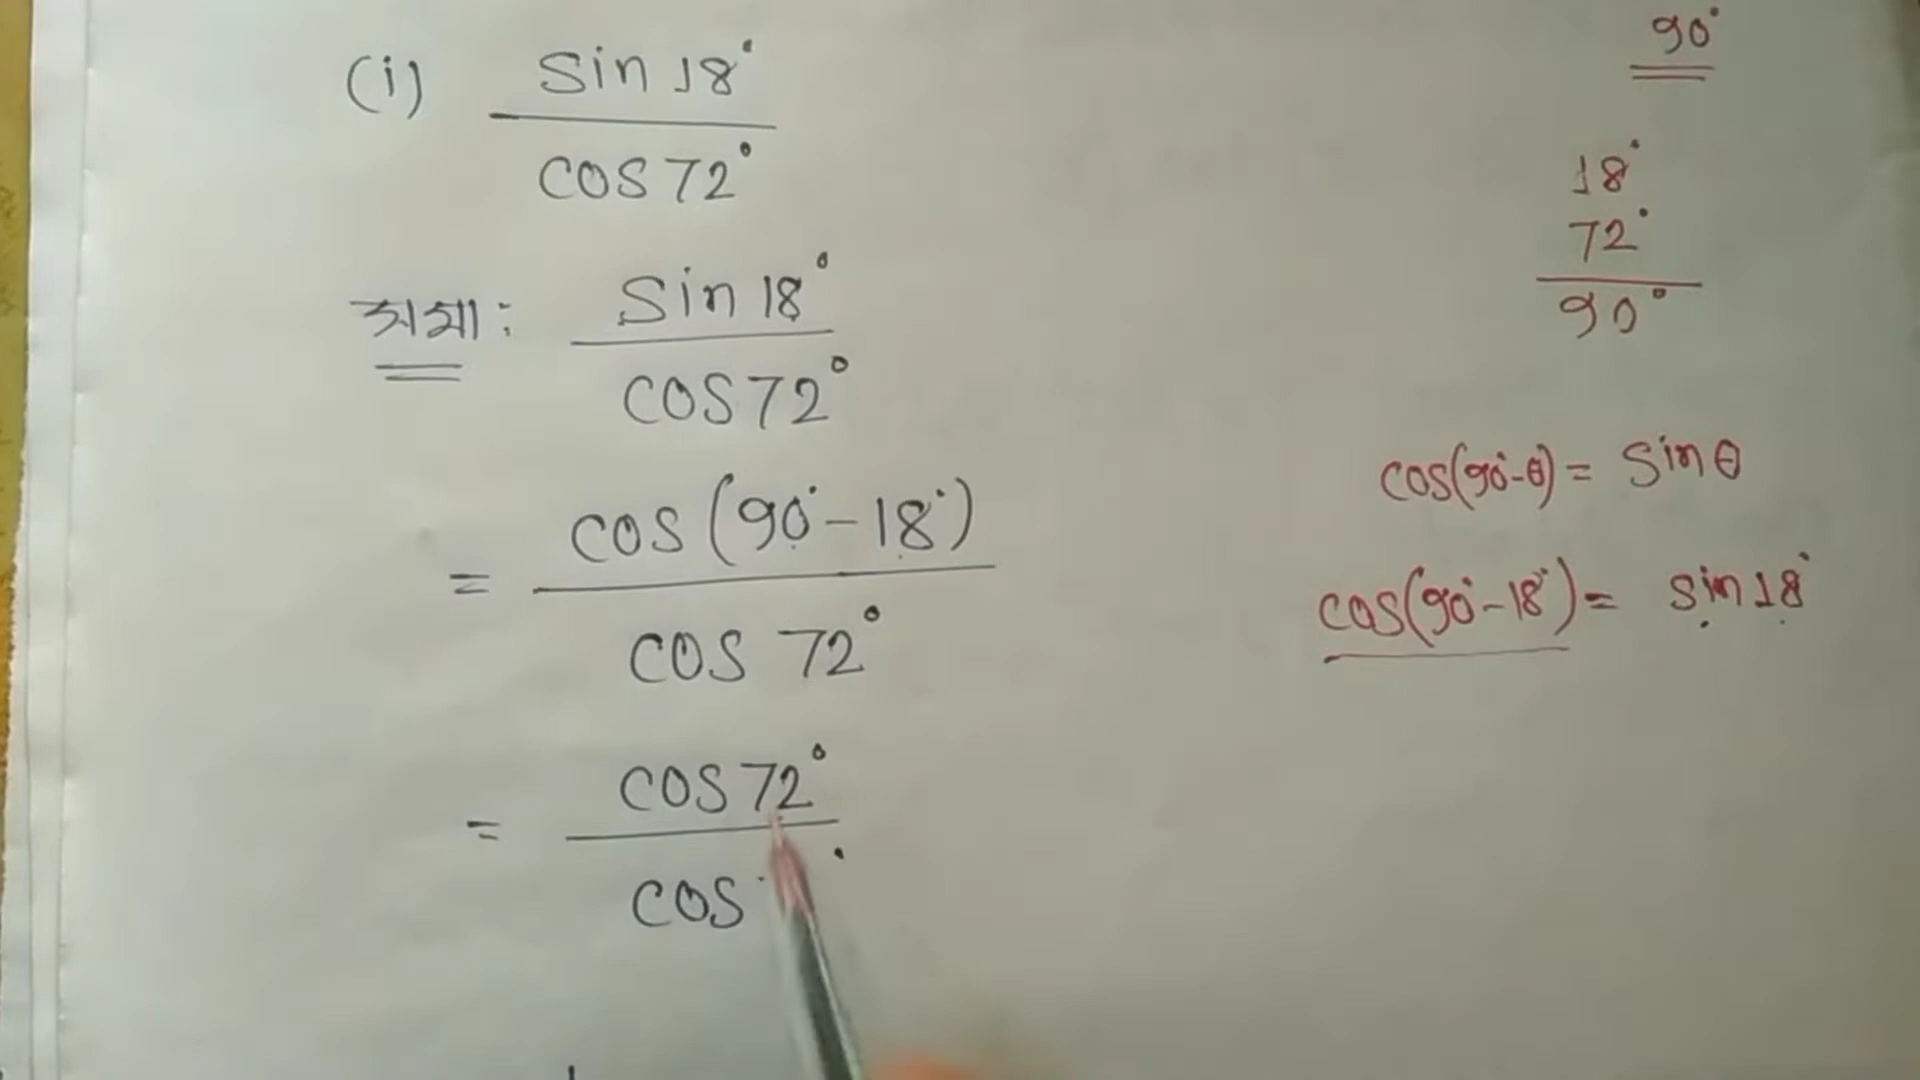 (i) sin 18°
cos 72°
সমা: sin 18°
cos 72°
= cos (90° - 18°)
cos 72°
= cos 72°
cos
90°
18°
72°
90°
cos(90°-θ) = sin θ
cos(90°-18°) = sin 18°